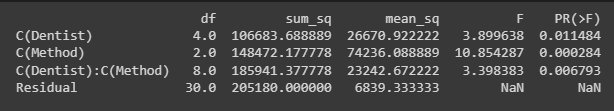 df sum_sq mean_sq F PR(>F)
C(Dentist) 4.0 106683.688889 26670.922222 3.899638 0.011484
C(Method) 2.0 148472.177778 74236.088889 10.854287 0.000284
C(Dentist):C(Method) 8.0 185941.377778 23242.672222 3.398383 0.006793
Residual 30.0 205180.000000 6839.333333 NaN NaN